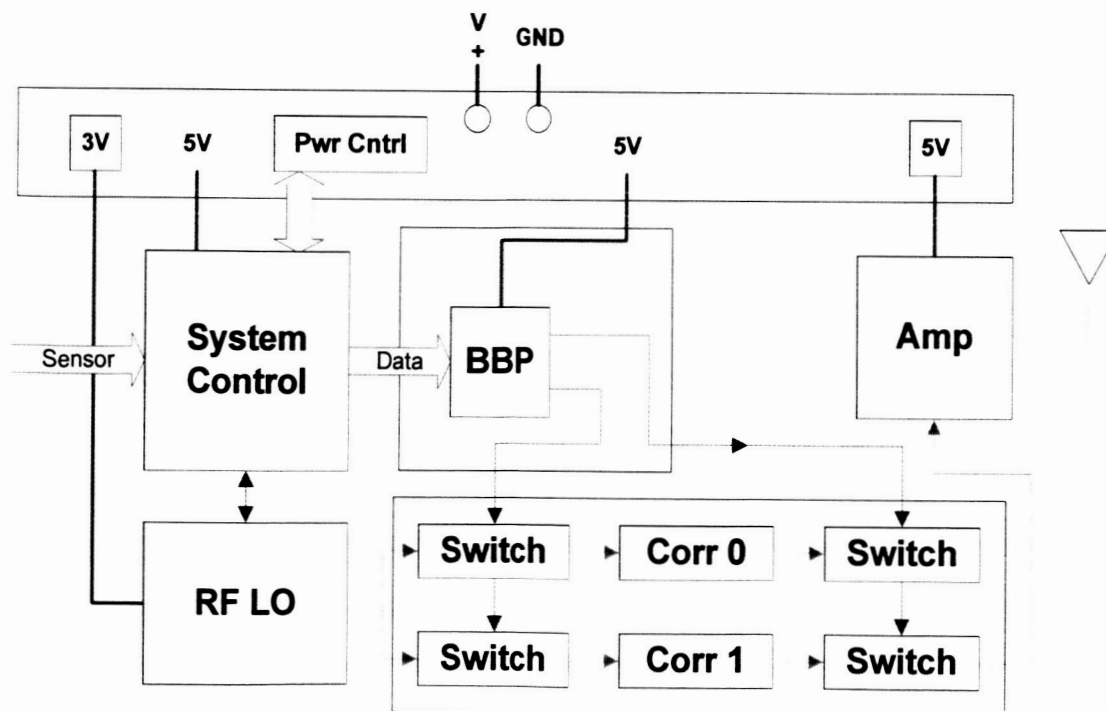 V
+
GND
3V
5V
Pwr Cntrl
5V
5V
System
Control
Sensor
Data
BBP
Amp
RF LO
Switch
Corr 0
Switch
Switch
Corr 1
Switch